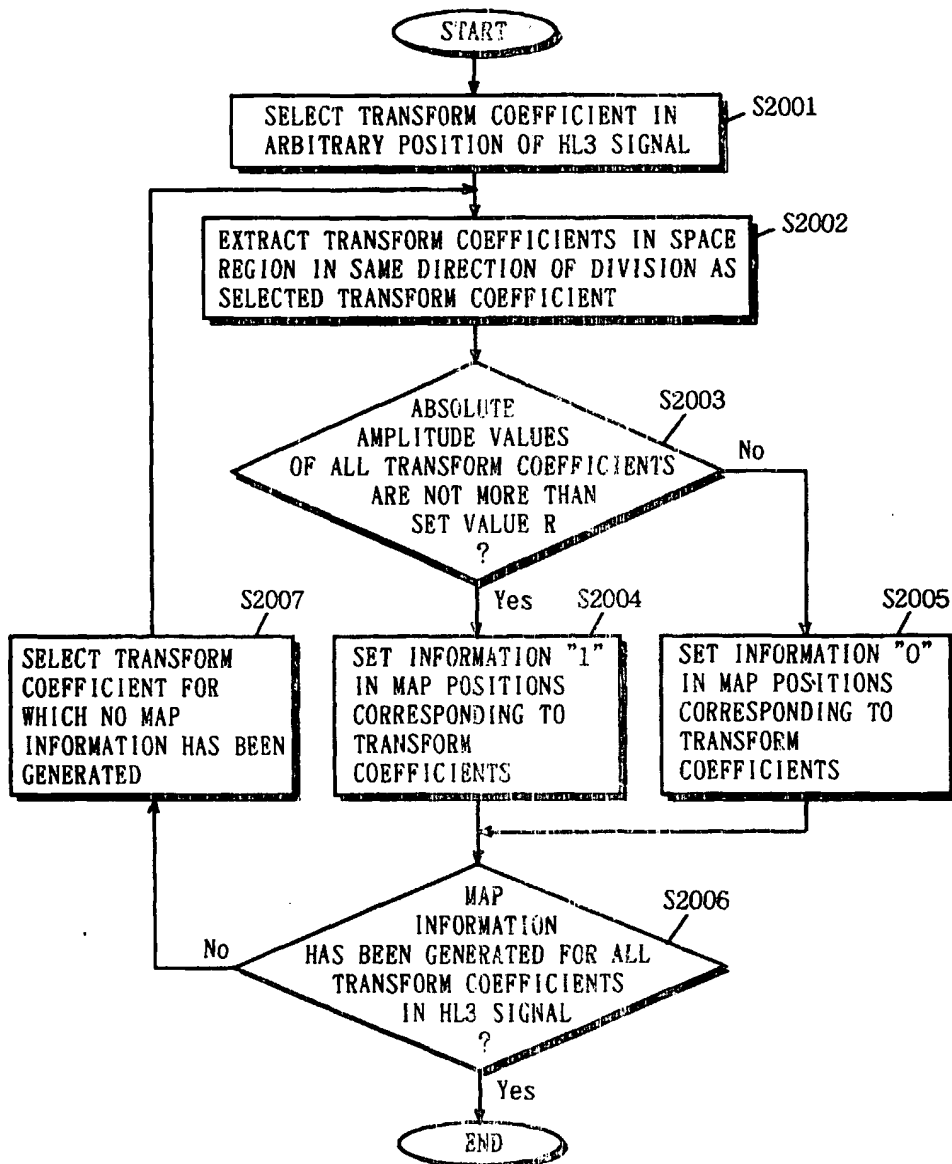 START
SELECT TRANSFORM COEFFICIENT IN
ARBITRARY POSITION OF HL3 SIGNAL
S2001
EXTRACT TRANSFORM COEFFICIENTS IN SPACE
REGION IN SAME DIRECTION OF DIVISION AS
SELECTED TRANSFORM COEFFICIENT
S2002
ABSOLUTE
AMPLITUDE VALUES
OF ALL TRANSFORM COEFFICIENTS
ARE NOT MORE THAN
SET VALUE R
?
S2003
No
Yes
S2007
SELECT TRANSFORM
COEFFICIENT FOR
WHICH NO MAP
INFORMATION HAS BEEN
GENERATED
S2004
SET INFORMATION "1"
IN MAP POSITIONS
CORRESPONDING TO
TRANSFORM
COEFFICIENTS
S2005
SET INFORMATION "0"
IN MAP POSITIONS
CORRESPONDING TO
TRANSFORM
COEFFICIENTS
MAP
INFORMATION
HAS BEEN GENERATED FOR ALL
TRANSFORM COEFFICIENTS
IN HL3 SIGNAL
?
S2006
No
Yes
END